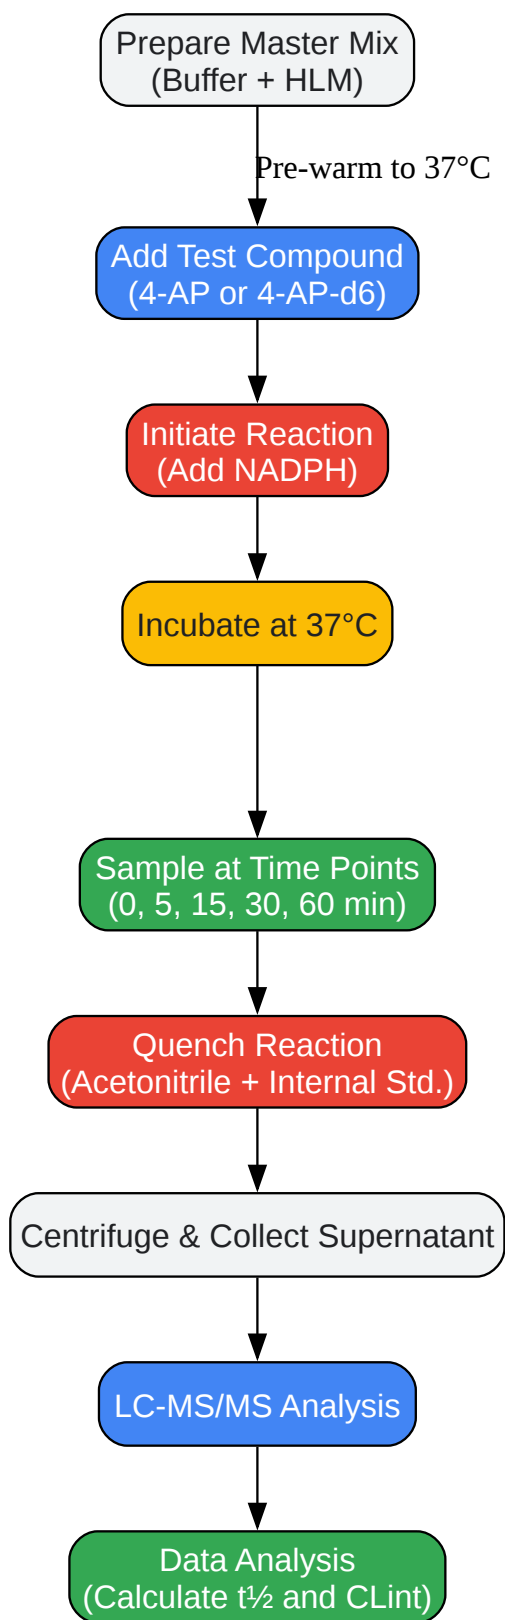 Prepare Master Mix
(Buffer + HLM)
Pre-warm to 37°C
Add Test Compound
(4-AP or 4-AP-d6)
Initiate Reaction
(Add NADPH)
Incubate at 37°C
Sample at Time Points
(0, 5, 15, 30, 60 min)
Quench Reaction
(Acetonitrile + Internal Std.)
Centrifuge & Collect Supernatant
LC-MS/MS Analysis
Data Analysis
(Calculate t½ and CLint)